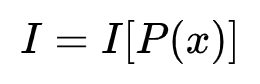 I = I[P(x)]